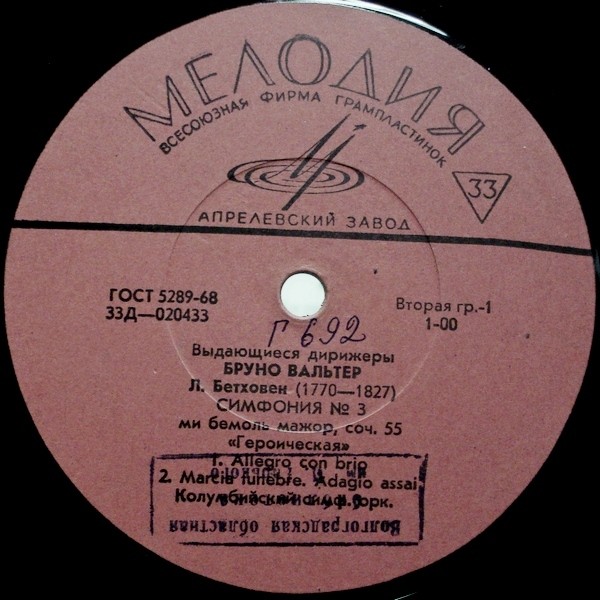 МЕЛОДИЯ
ВСЕСОЮЗНАЯ ФИРМА ГРАМПЛАСТИНОК
33
АПРЕЛЕВСКИЙ ЗАВОД
ГОСТ 5289-68
33Д—020433
Вторая гр.-1
1-00
Г 692
Выдающиеся дирижеры
БРУНО ВАЛЬТЕР
Л. Бетховен (1770—1827)
СИМФОНИЯ № 3
ми бемоль мажор, соч. 55
«Героическая»
1. Allegro con brio
2. Marcia funebre. Adagio assai
Колумбийский симф. орк.
Волгоградская областная